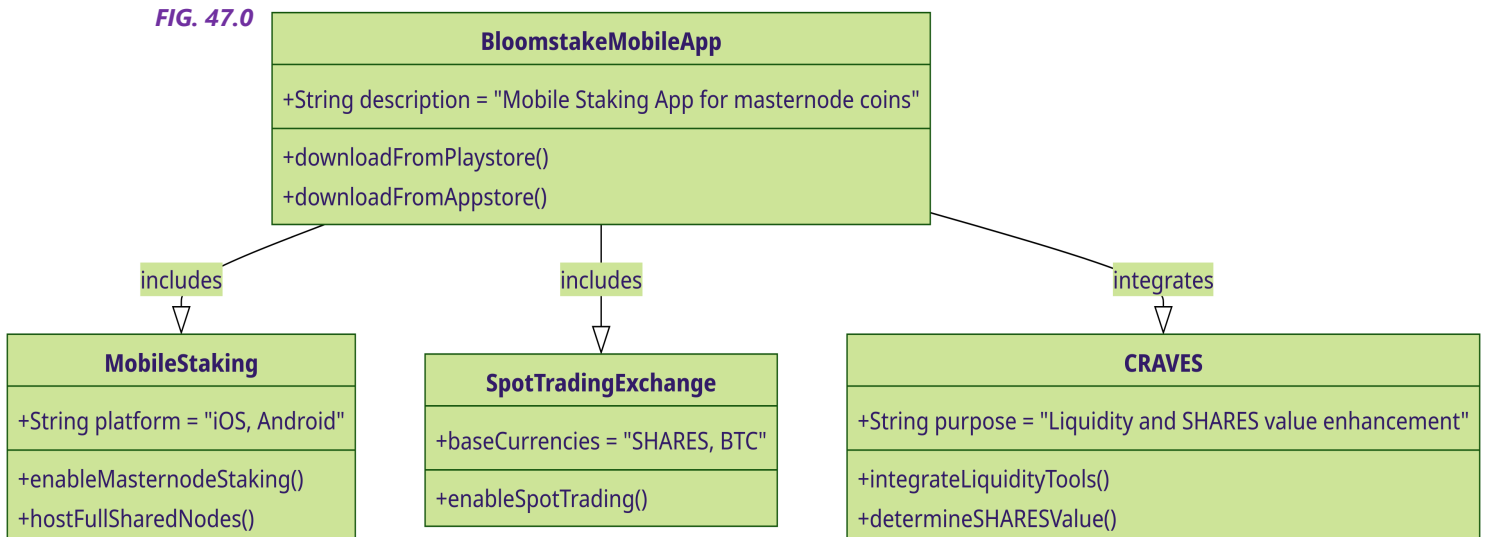 FIG. 47.0
BloomstakeMobileApp
+String description = "Mobile Staking App for masternode coins"
+downloadFromPlaystore()
+downloadFromAppstore()
includes
includes
integrates
MobileStaking
+String platform = "iOS, Android"
+enableMasternodeStaking()
+hostFullSharedNodes()
SpotTradingExchange
+baseCurrencies = "SHARES, BTC"
+enableSpotTrading()
CRAVES
+String purpose = "Liquidity and SHARES value enhancement"
+integrateLiquidityTools()
+determineSHARESValue()